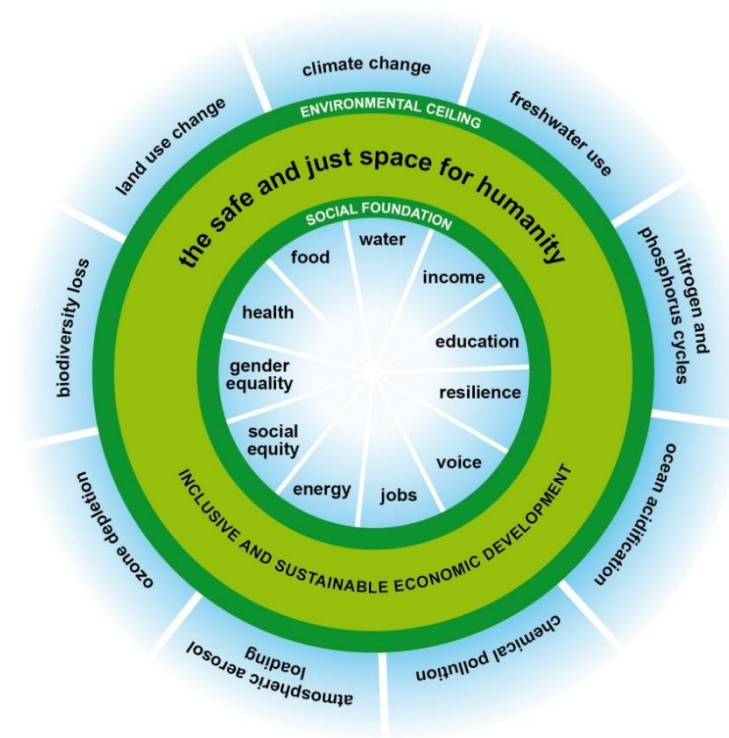 climate change
freshwater use
nitrogen and
phosphorus cycles
ocean acidification
chemical pollution
atmospheric aerosol
loading
ozone depletion
biodiversity loss
land use change
ENVIRONMENTAL CEILING
the safe and just space for humanity
SOCIAL FOUNDATION
water
income
education
resilience
voice
jobs
energy
social
equity
gender
equality
health
food
INCLUSIVE AND SUSTAINABLE ECONOMIC DEVELOPMENT